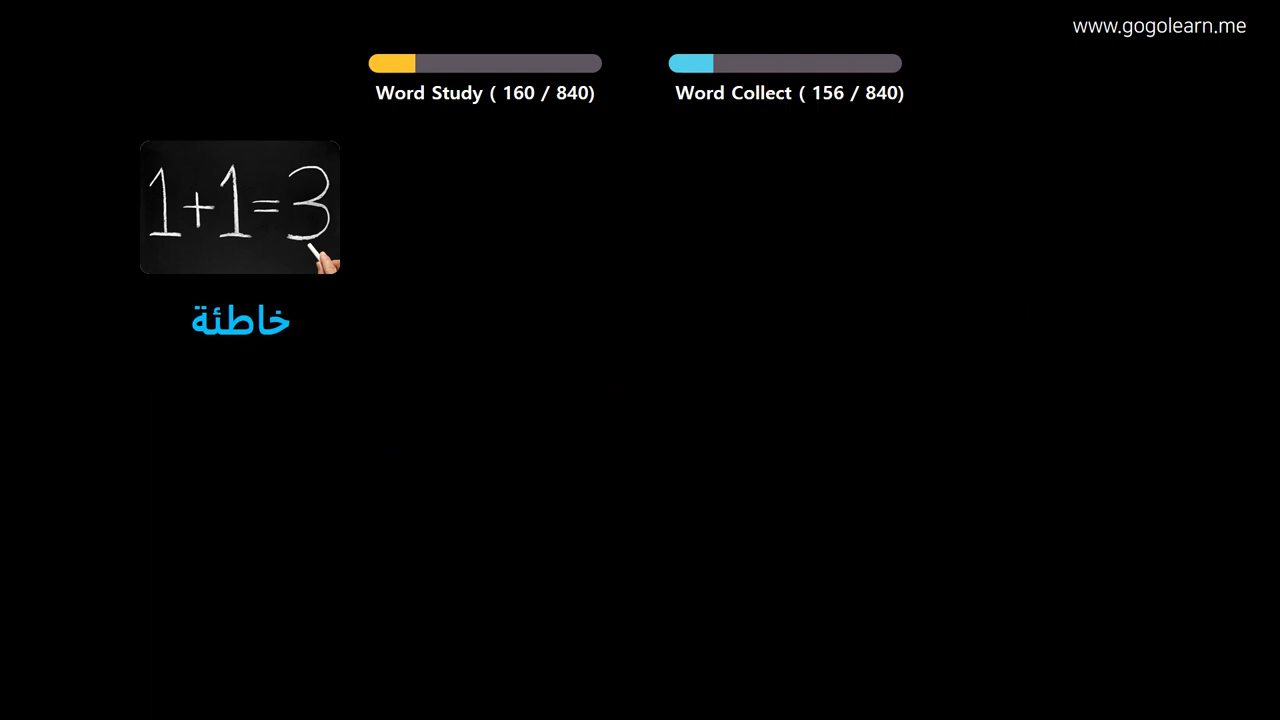 www.gogolearn.me
Word Study ( 160 / 840)
Word Collect ( 156 / 840)
1+1=3
خاطئة